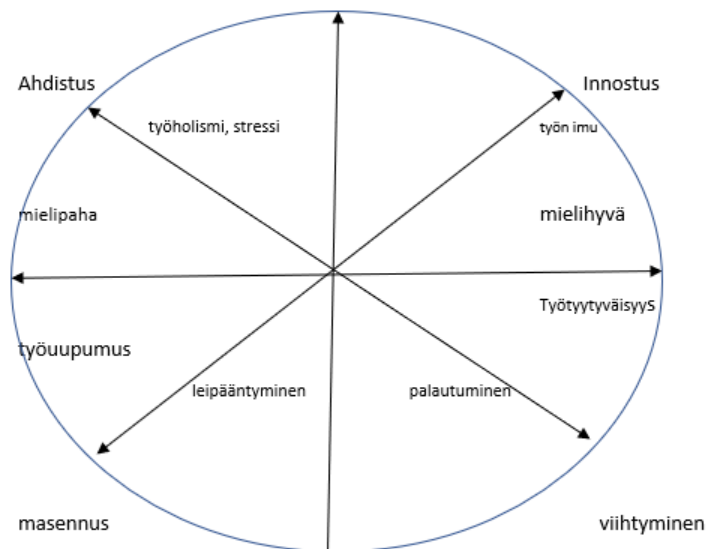 Ahdistus
Innostus
työholismi, stressi
työn imu
mielipaha
mielihyvä
Työtyytyväisyys
työuupumus
leipääntyminen
palautuminen
masennus
viihtyminen